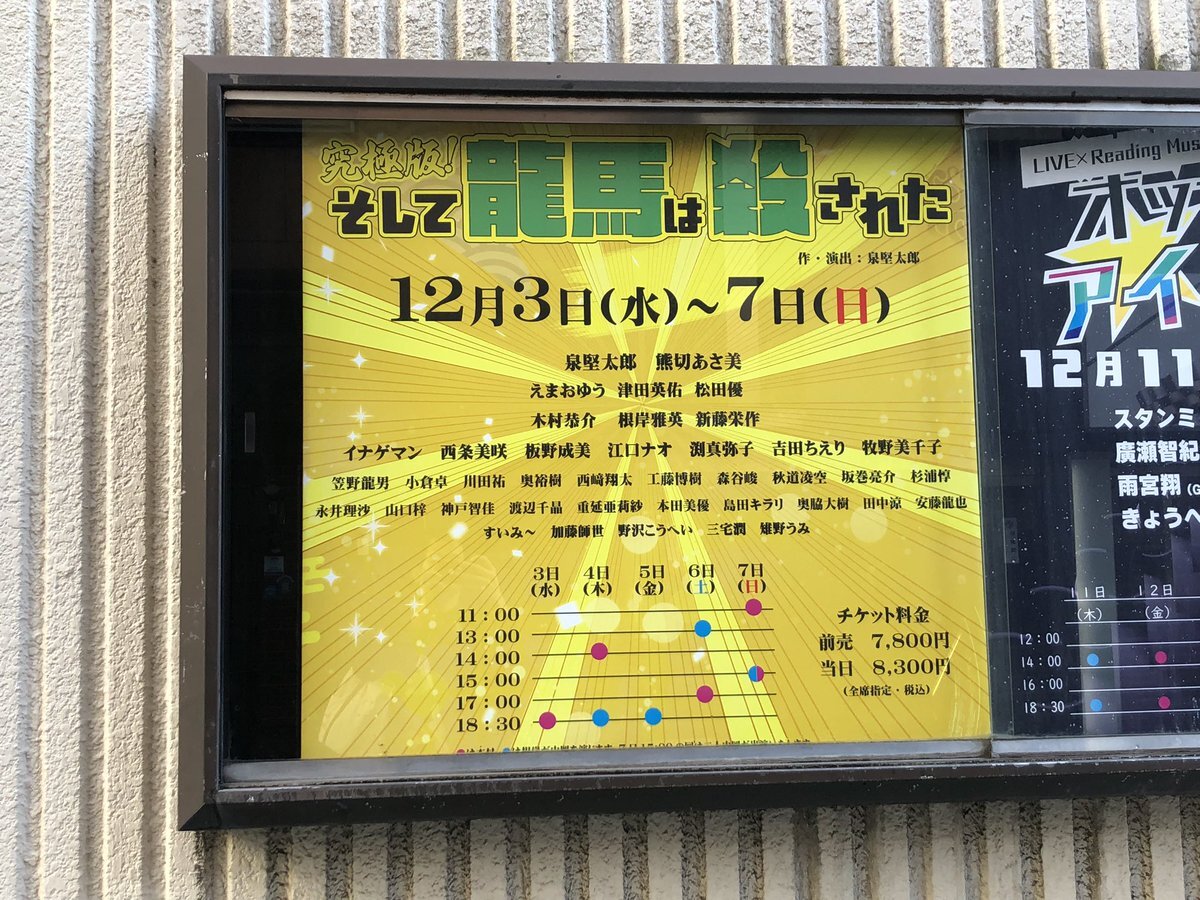 究極版!
そして龍馬は殺された
作・演出：泉堅太郎
12月3日(水)～7日(日)
泉堅太郎 熊切あさ美
えまおゆう 津田英佑 松田優
木村恭介 根岸雅英 新藤栄作
イナゲマン 西条美咲 板野成美 江口ナオ 渕真弥子 吉田ちえり 牧野美千子
笠野龍男 小倉卓 川田祐 奥裕樹 西﨑翔太 工藤博樹 森谷峻 秋道凌空 坂巻亮介 杉浦惇
永井理沙 山口梓 神戸智佳 渡辺千晶 重延亜莉紗 本田美優 島田キラリ 奥脇大樹 田中涼 安藤龍也
すいみ～ 加藤師世 野沢こうへい 三宅潤 雄野うみ
3日 4日 5日 6日 7日
(水) (木) (金) (土) (日)
11：00
13：00
14：00
15：00
17：00
18：30
チケット料金
前売 7,800円
当日 8,300円
(全席指定・税込)
LIVE×Reading Mus
ボッ
アイ
12月11
スタンミ
廣瀬智紀
雨宮翔 (G
きょうへ
11日 12日
(木) (金)
12:00
14:00
16:00
18:30